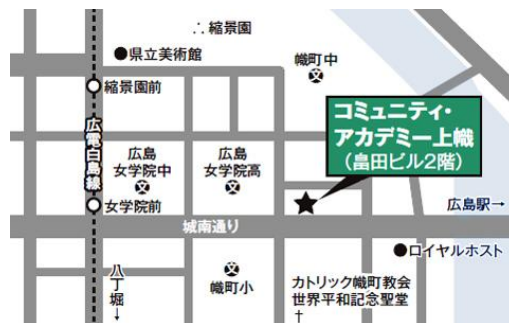 ∴縮景園
●県立美術館
幟町中
文
縮景園前
コミュニティ・
アカデミー上幟
(畠田ビル2階)
広電白島線
広島
女学院中
文
広島
女学院高
文
女学院前
広島駅→
城南通り
●ロイヤルホスト
八丁堀↓
文
幟町小
カトリック幟町教会
世界平和記念聖堂
†